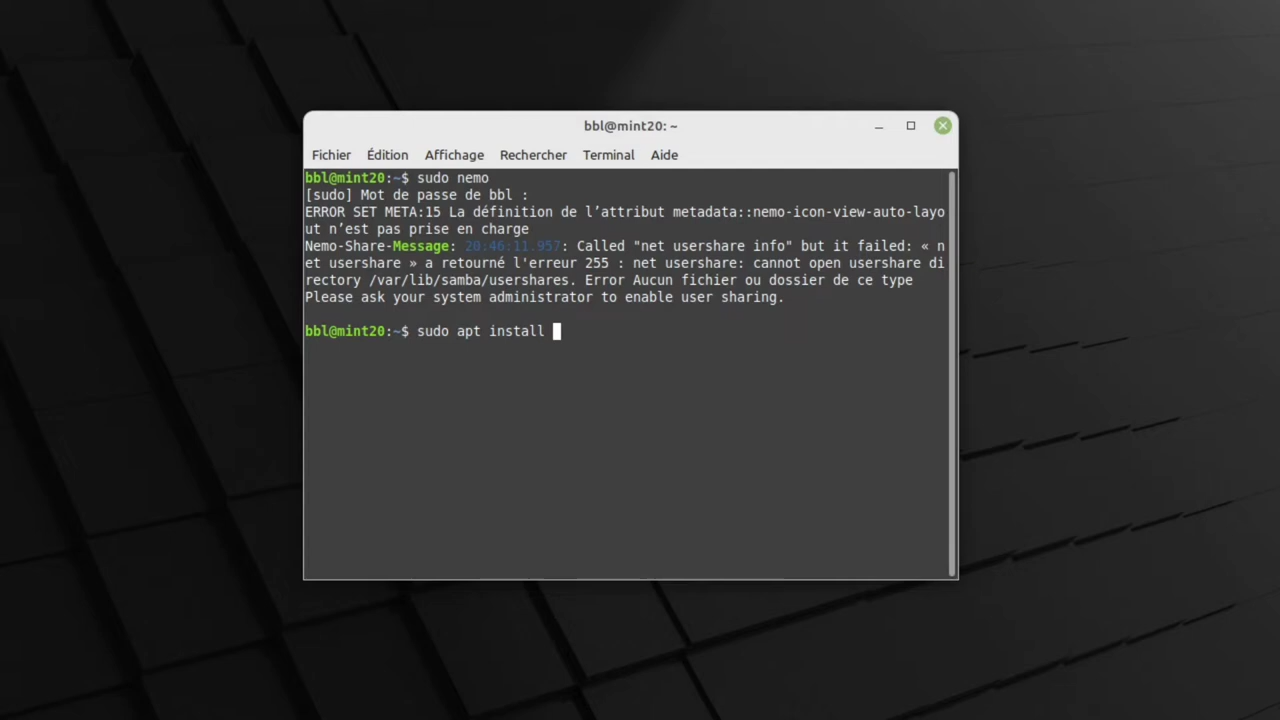 bbl@mint20: ~
Fichier Édition Affichage Rechercher Terminal Aide
bbl@mint20:~$ sudo nemo
[sudo] Mot de passe de bbl :
ERROR SET META:15 La définition de l’attribut metadata::nemo-icon-view-auto-layo
ut n’est pas prise en charge
Nemo-Share-Message: 20:46:11.957: Called "net usershare info" but it failed: « n
et usershare » a retourné l'erreur 255 : net usershare: cannot open usershare di
rectory /var/lib/samba/usershares. Error Aucun fichier ou dossier de ce type
Please ask your system administrator to enable user sharing.
bbl@mint20:~$ sudo apt install